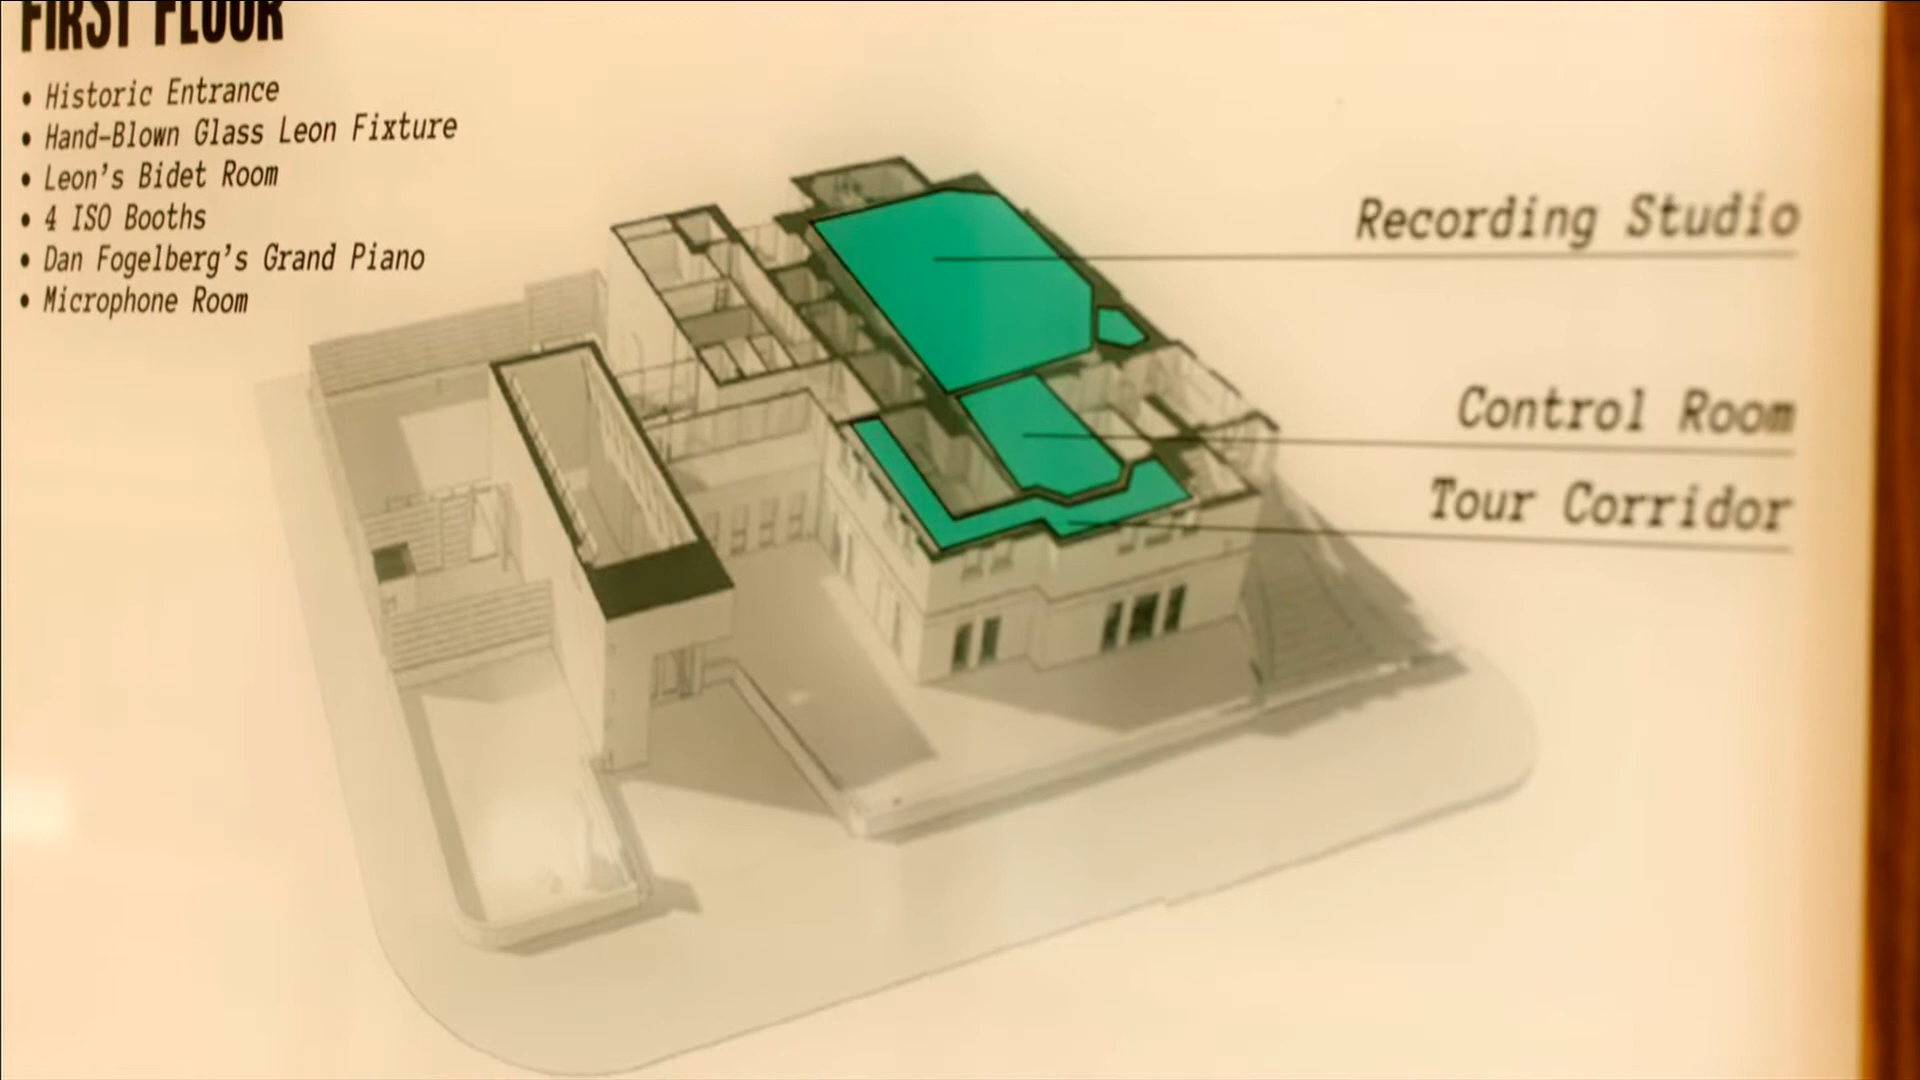 FIRST FLOOR
• Historic Entrance
• Hand-Blown Glass Leon Fixture
• Leon's Bidet Room
• 4 ISO Booths
• Dan Fogelberg's Grand Piano
• Microphone Room
Recording Studio
Control Room
Tour Corridor